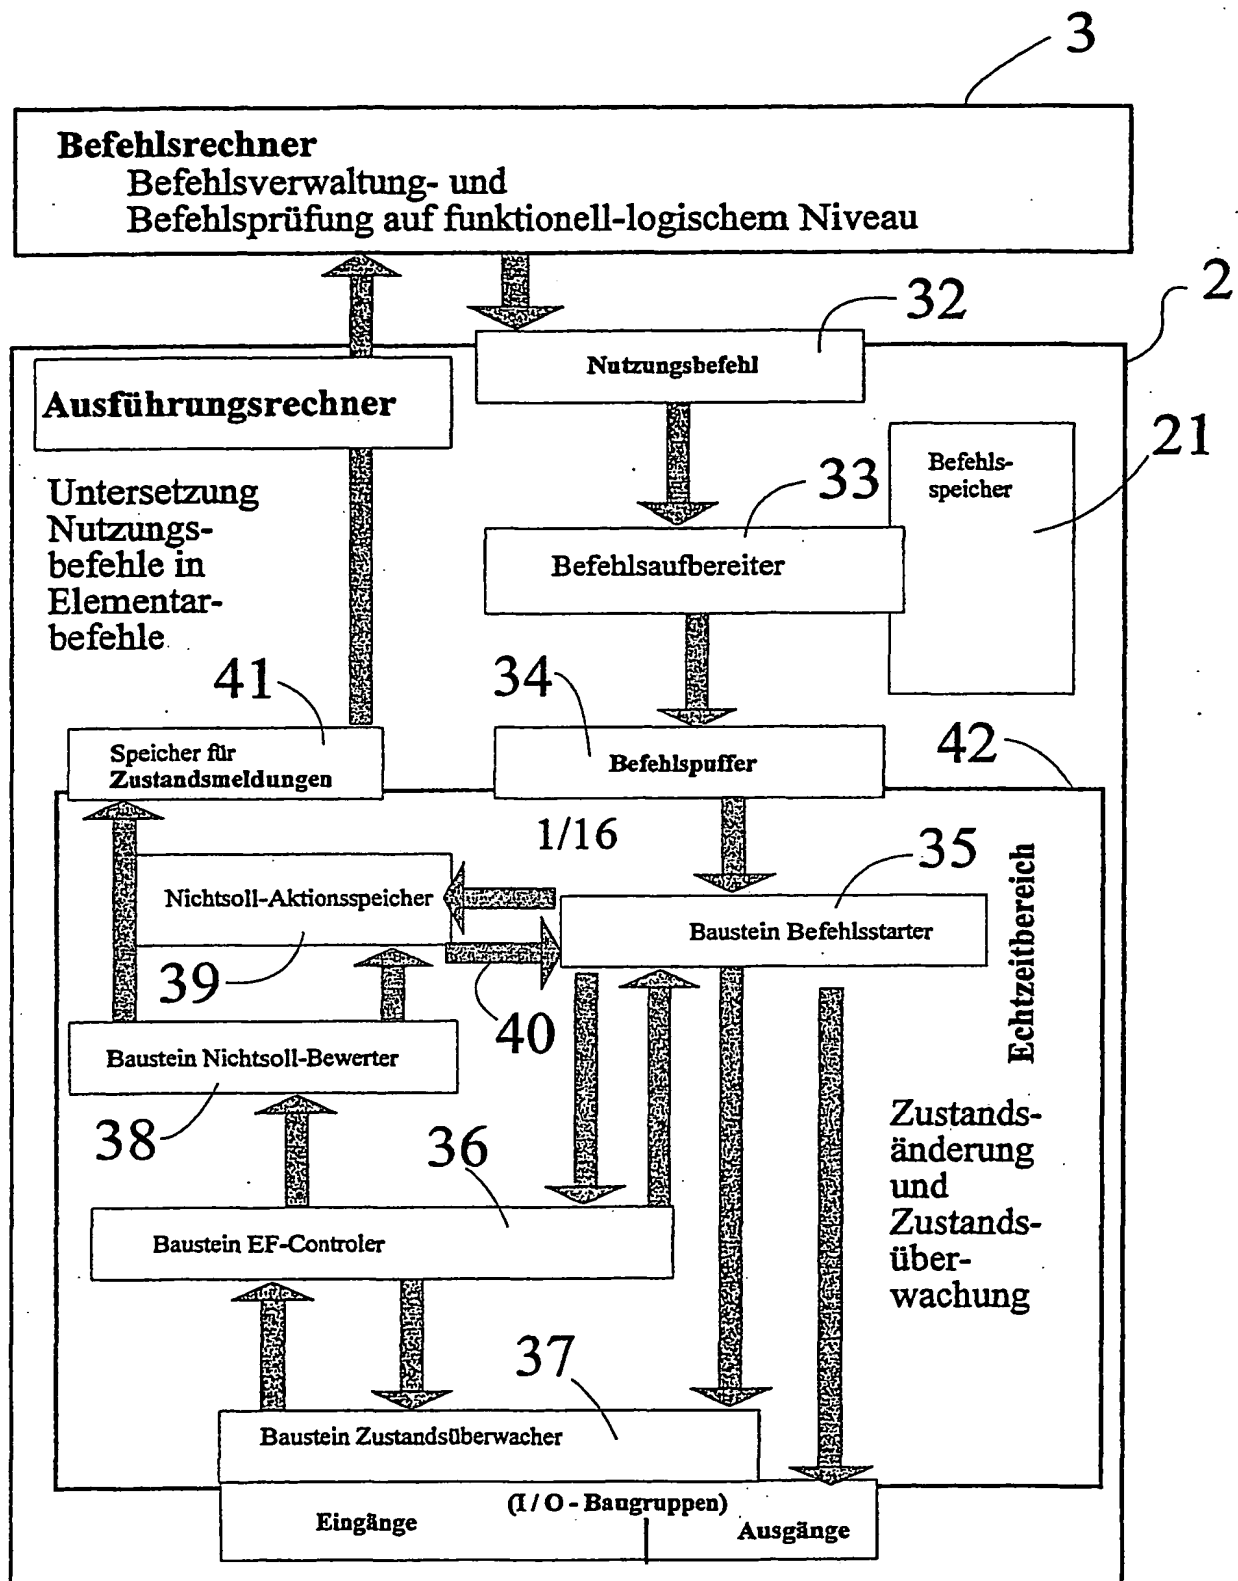 3
Befehlsrechner
Befehlsverwaltung- und
Befehlsprüfung auf funktionell-logischem Niveau
2
32
Nutzungsbefehl
Ausführungsrechner
21
Befehls-
speicher
33
Untersetzung
Nutzungs-
befehle in
Elementar-
befehle
Befehlsaufbereiter
41
34
42
Speicher für
Zustandsmeldungen
Befehlspuffer
1/16
35
Echtzeitbereich
Nichtsoll-Aktionsspeicher
Baustein Befehlsstarter
39
40
Baustein Nichtsoll-Bewerter
38
36
Zustands-
änderung
und
Zustands-
über-
wachung
Baustein EF-Controler
37
Baustein Zustandsüberwacher
(I / O - Baugruppen)
Eingänge
Ausgänge